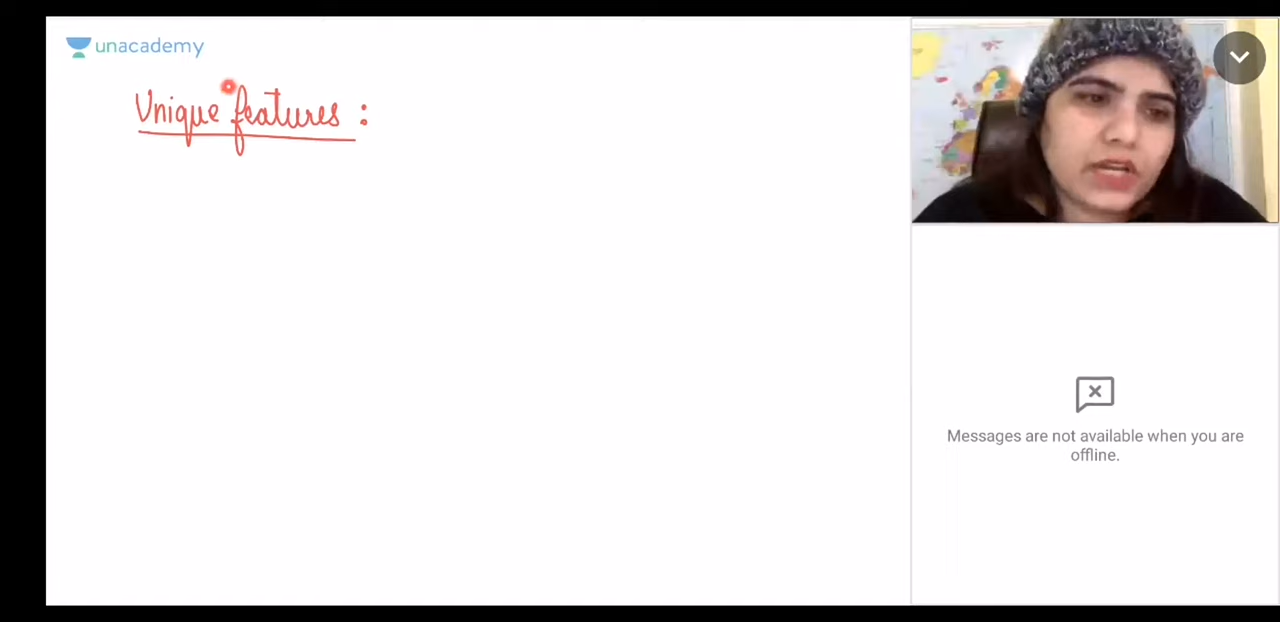 unacademy
Unique features :
Messages are not available when you are
offline.